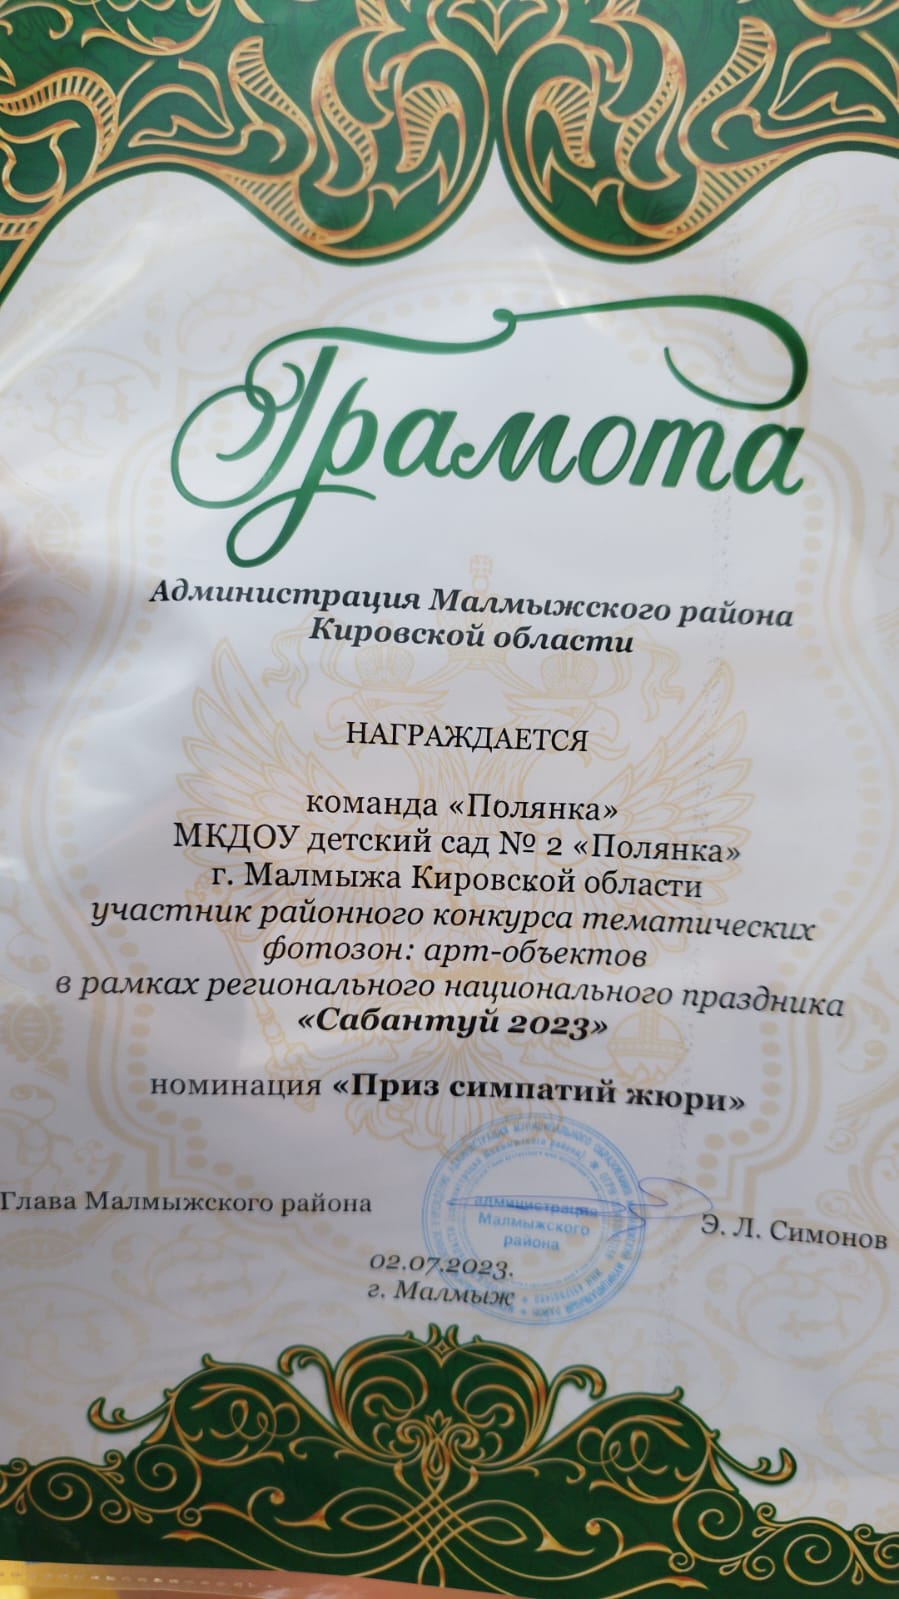 Грамота
Администрация Малмыжского района
Кировской области
НАГРАЖДАЕТСЯ
команда «Полянка»
МКДОУ детский сад № 2 «Полянка»
г. Малмыжа Кировской области
участник районного конкурса тематических
фотозон: арт-объектов
в рамках регионального национального праздника
«Сабантуй 2023»
номинация «Приз симпатий жюри»
Глава Малмыжского района
администрация
Малмыжского
района
Э. Л. Симонов
02.07.2023.
г. Малмыж